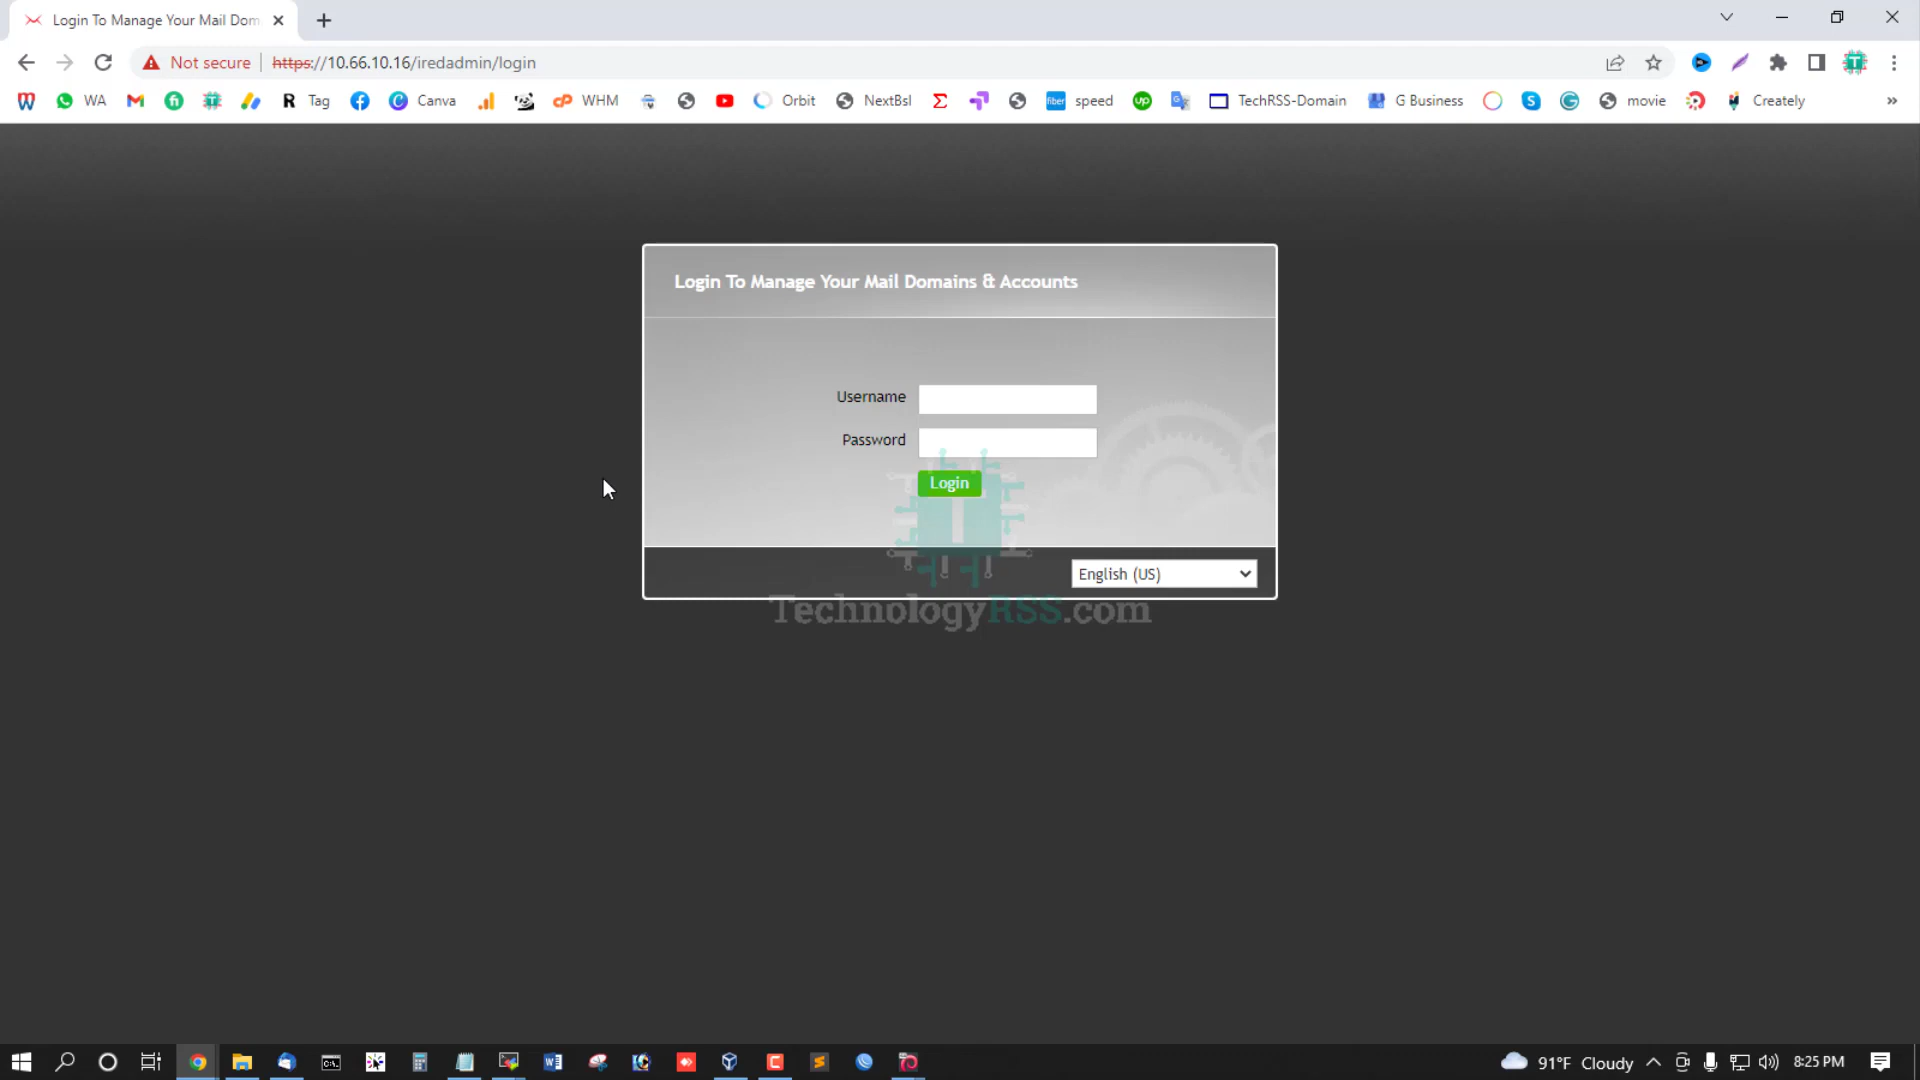 Login To Manage Your Mail Dom
Not secure
https://10.66.10.16/iredadmin/login
WA
Tag
Canva
WHM
Orbit
NextBsl
fiber
speed
up
TechRSS-Domain
G Business
movie
Creately
Login To Manage Your Mail Domains & Accounts
Username
Password
Login
English (US)
TechnologyRSS.com
91°F Cloudy
8:25 PM